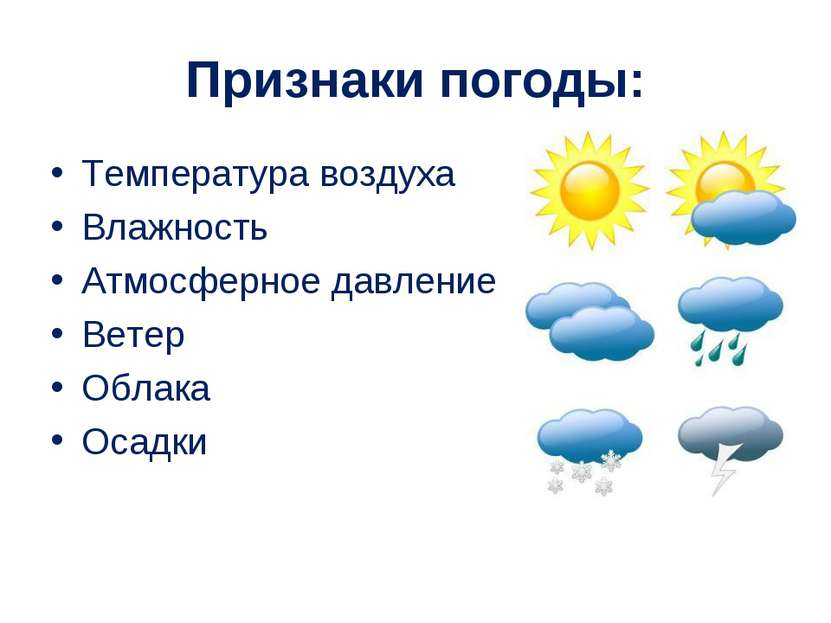 Признаки погоды:
• Температура воздуха
• Влажность
• Атмосферное давление
• Ветер
• Облака
• Осадки